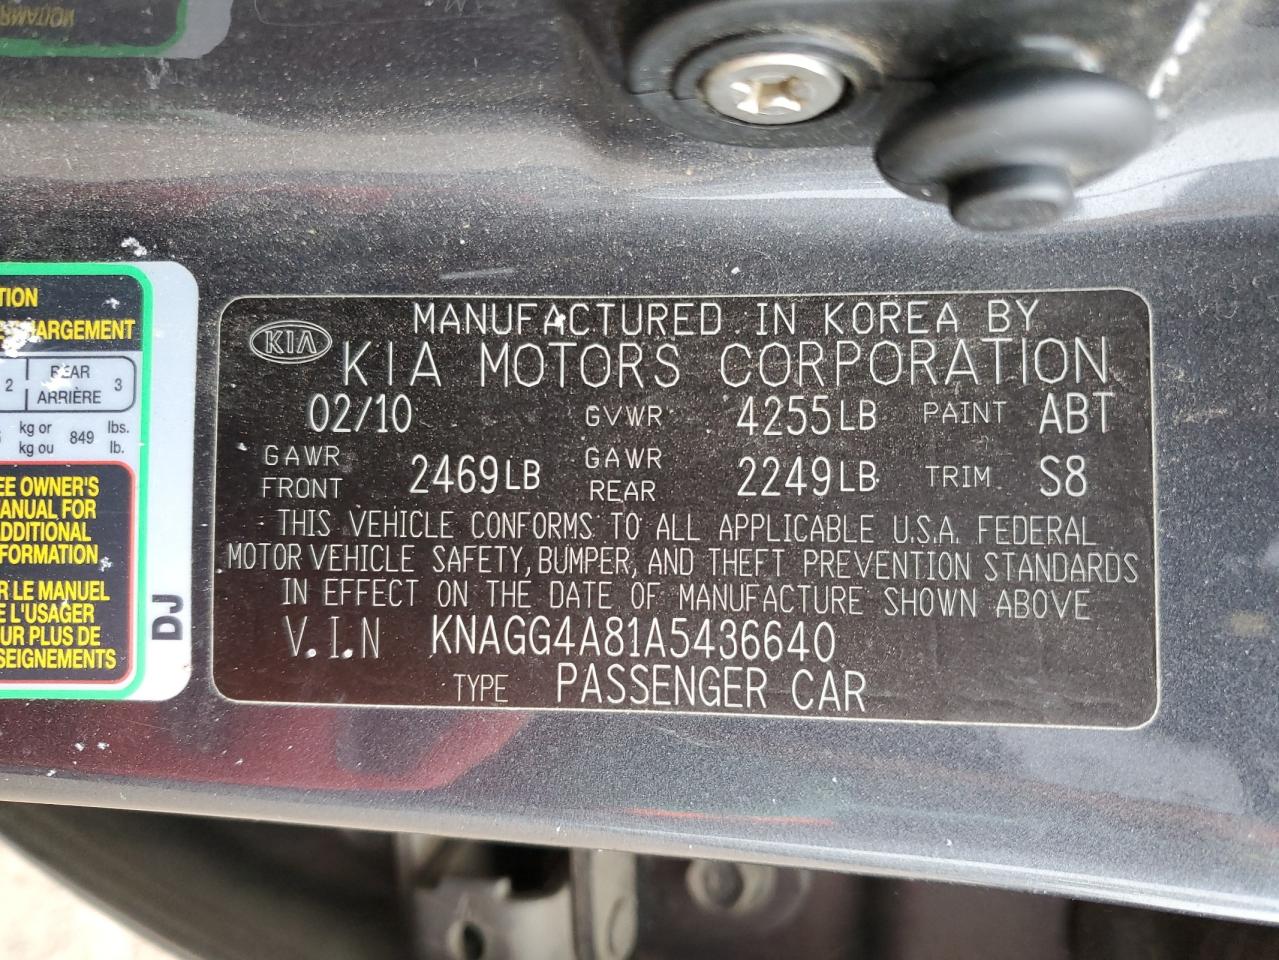 TION
HARGEMENT
2 REAR ARRIÈRE 3
kg or kg ou 849 lbs. lb.
EE OWNER'S
ANUAL FOR
ADDITIONAL
FORMATION
R LE MANUEL
E L'USAGER
UR PLUS DE
SEIGNEMENTS
DJ
KIA
MANUFACTURED IN KOREA BY
KIA MOTORS CORPORATION
02/10 GVWR 4255LB PAINT ABT
GAWR FRONT 2469LB GAWR REAR 2249LB TRIM S8
THIS VEHICLE CONFORMS TO ALL APPLICABLE U.S.A. FEDERAL
MOTOR VEHICLE SAFETY, BUMPER, AND THEFT PREVENTION STANDARDS
IN EFFECT ON THE DATE OF MANUFACTURE SHOWN ABOVE
V.I.N KNAGG4A81A5436640
TYPE PASSENGER CAR